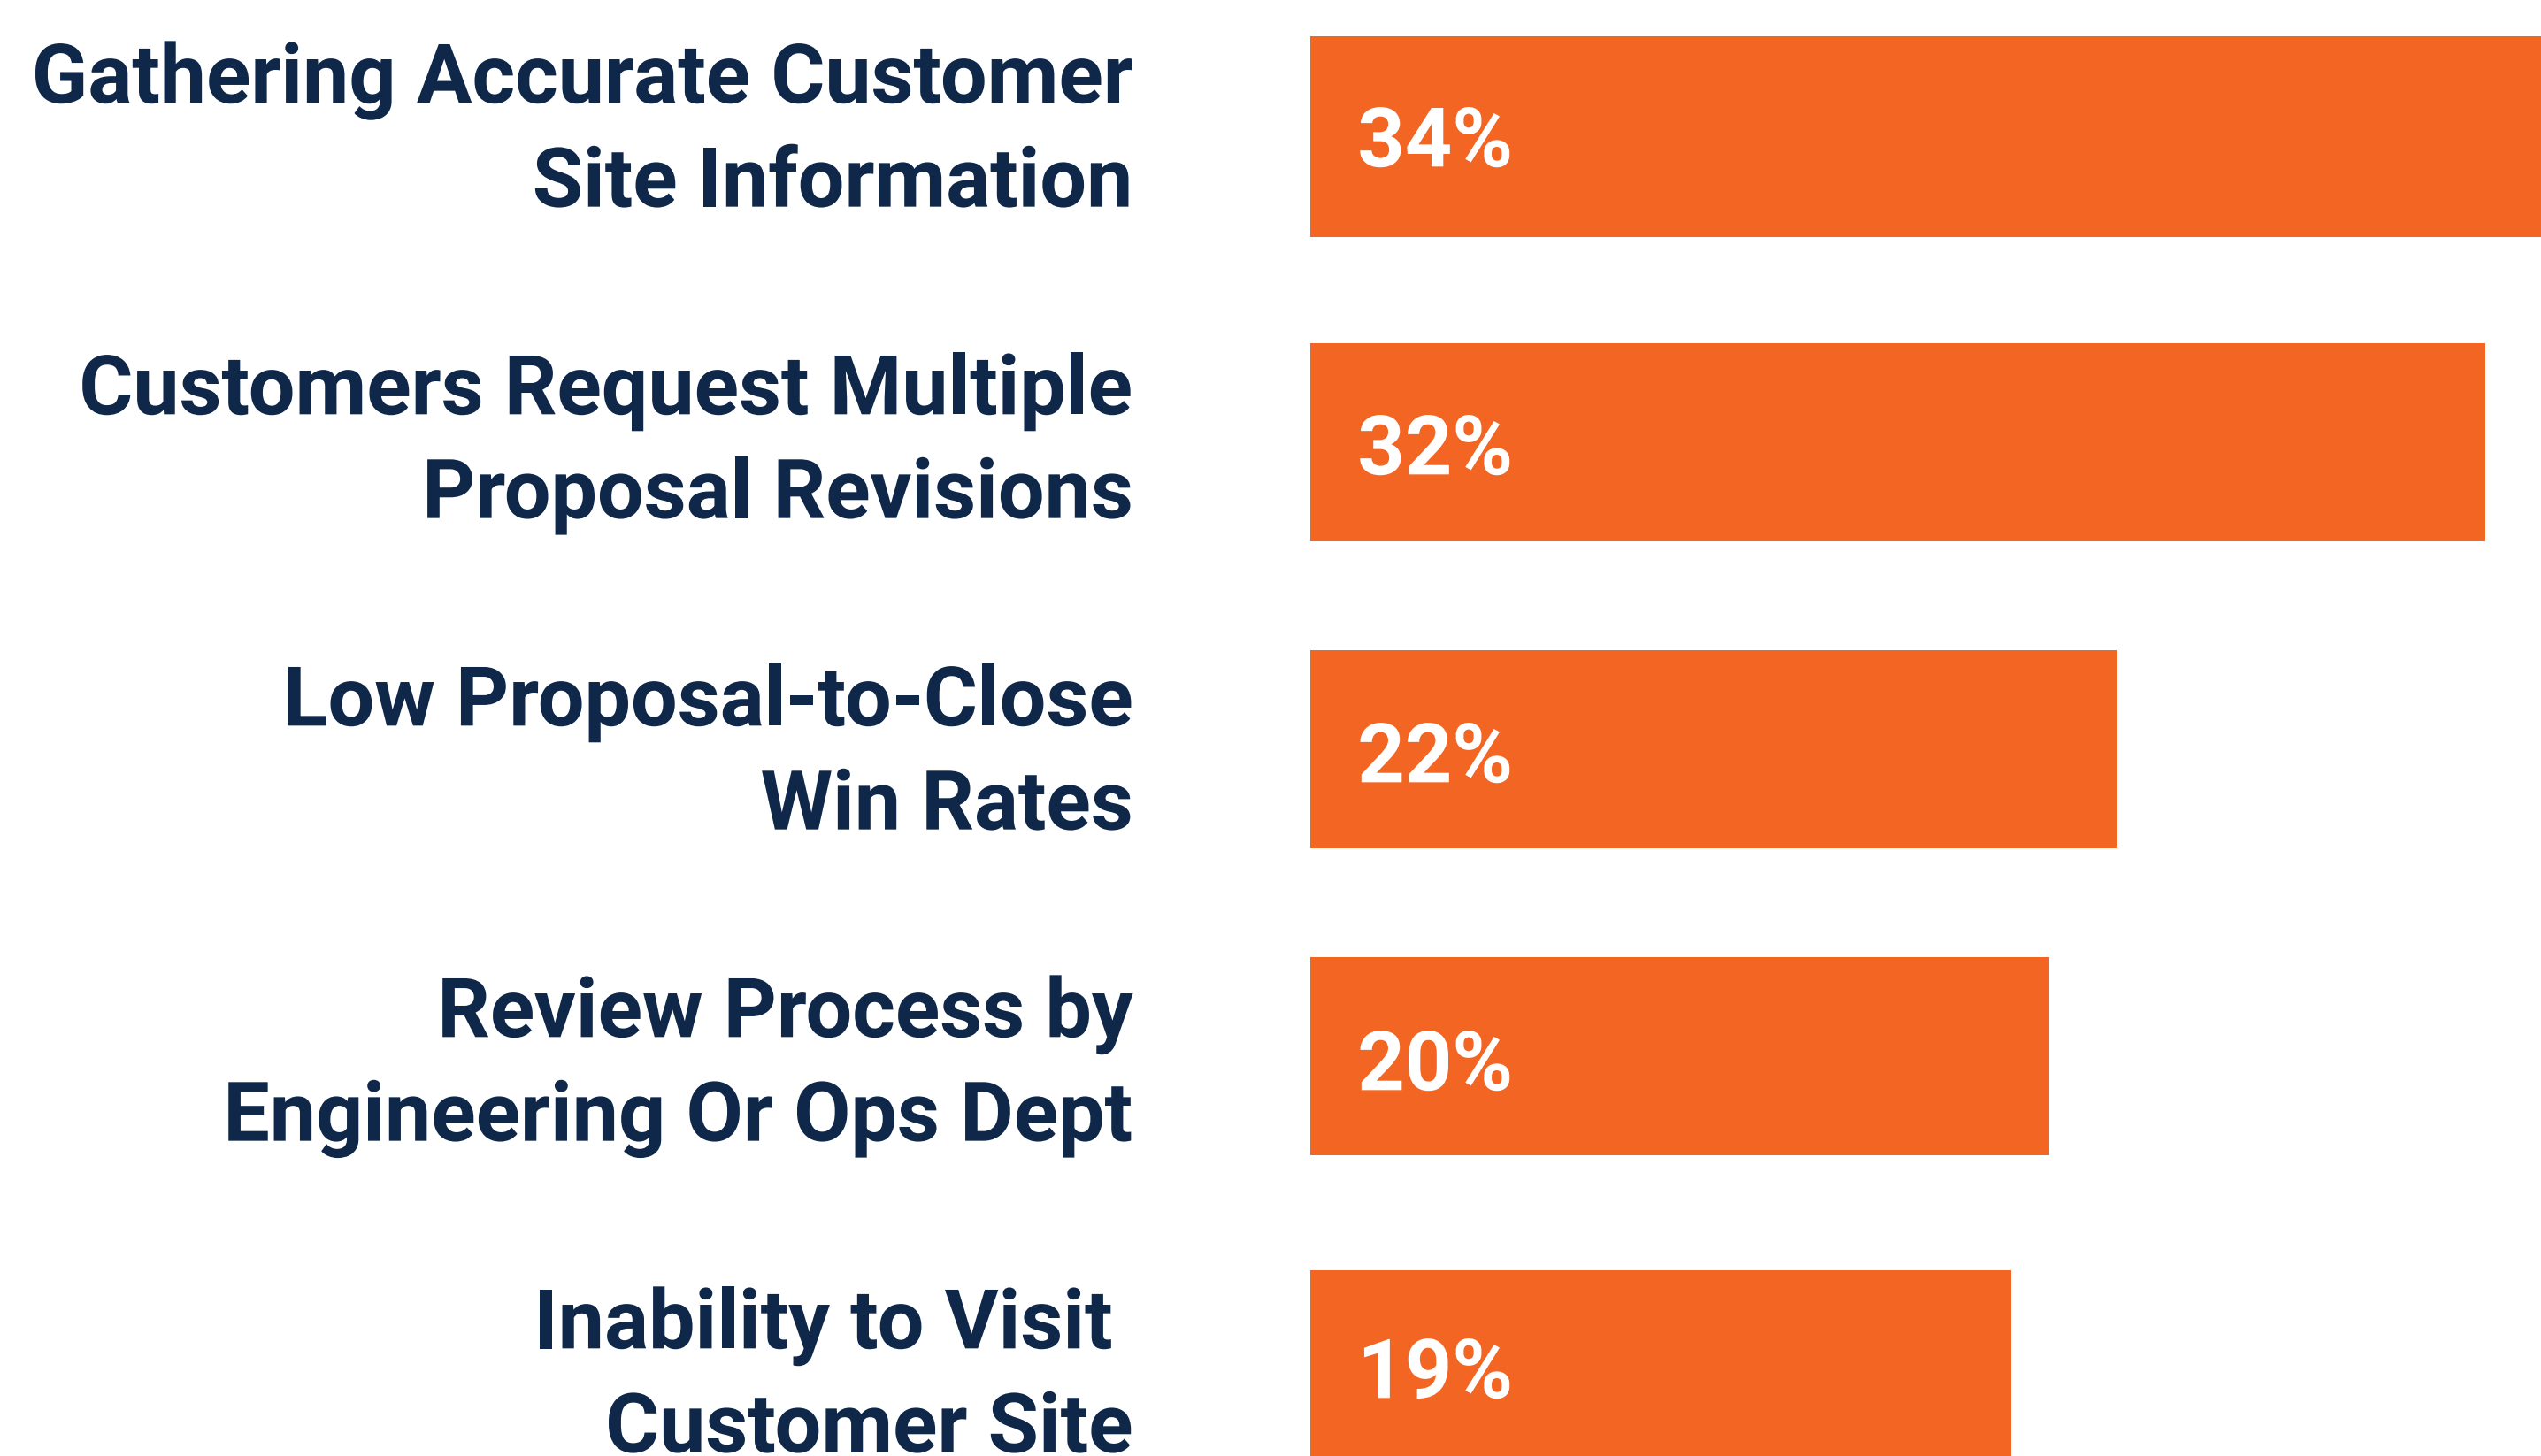 Gathering Accurate Customer
Site Information
34%
Customers Request Multiple
Proposal Revisions
32%
Low Proposal-to-Close
Win Rates
22%
Review Process by
Engineering Or Ops Dept
20%
Inability to Visit
Customer Site
19%